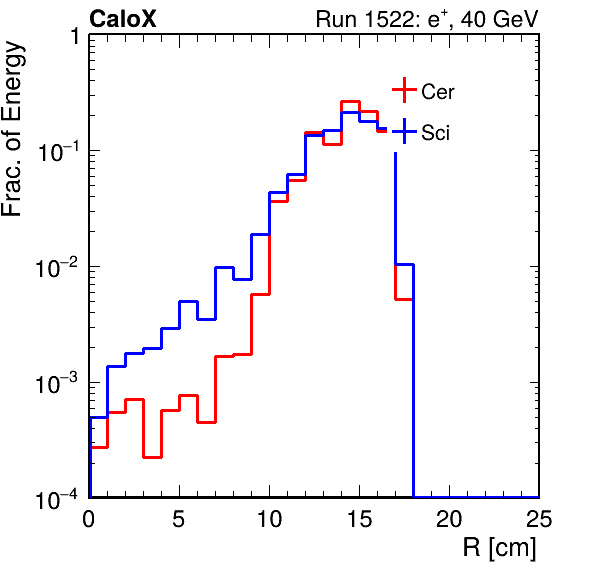 CaloX Run 1522: e⁺, 40 GeV
Frac. of Energy
1
10⁻¹
10⁻²
10⁻³
10⁻⁴
Cer
Sci
0 5 10 15 20 25
R [cm]